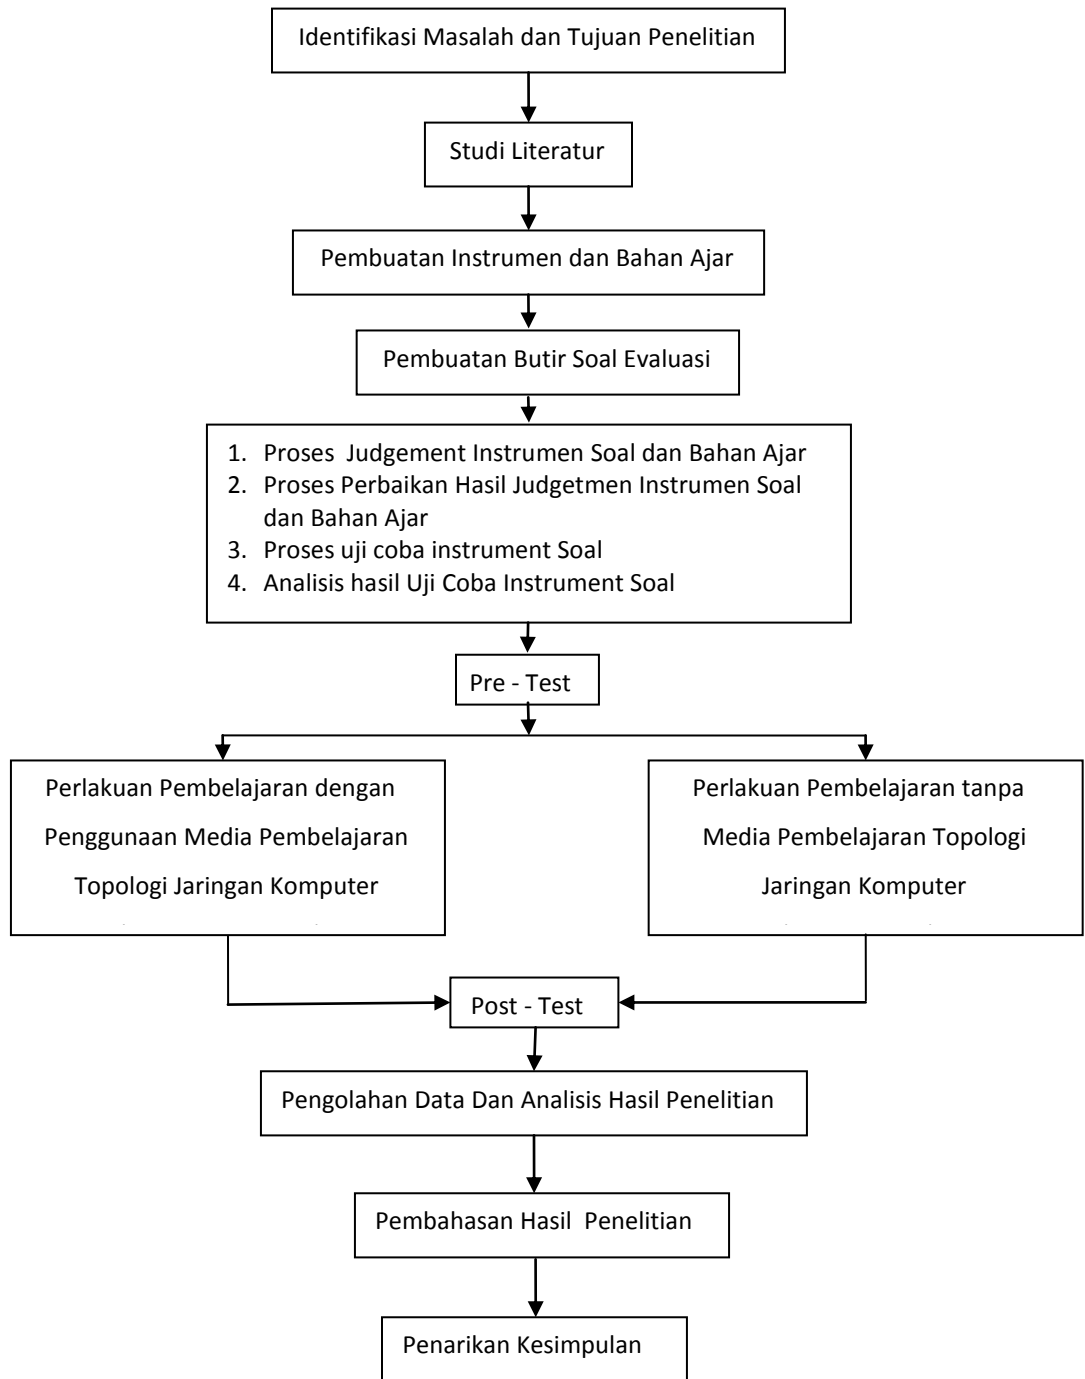 Identifikasi Masalah dan Tujuan Penelitian
Studi Literatur
Pembuatan Instrumen dan Bahan Ajar
Pembuatan Butir Soal Evaluasi
1. Proses Judgement Instrumen Soal dan Bahan Ajar
2. Proses Perbaikan Hasil Judgetmen Instrumen Soal
dan Bahan Ajar
3. Proses uji coba instrument Soal
4. Analisis hasil Uji Coba Instrument Soal
Pre - Test
Perlakuan Pembelajaran dengan
Penggunaan Media Pembelajaran
Topologi Jaringan Komputer
Perlakuan Pembelajaran tanpa
Media Pembelajaran Topologi
Jaringan Komputer
Post - Test
Pengolahan Data Dan Analisis Hasil Penelitian
Pembahasan Hasil Penelitian
Penarikan Kesimpulan